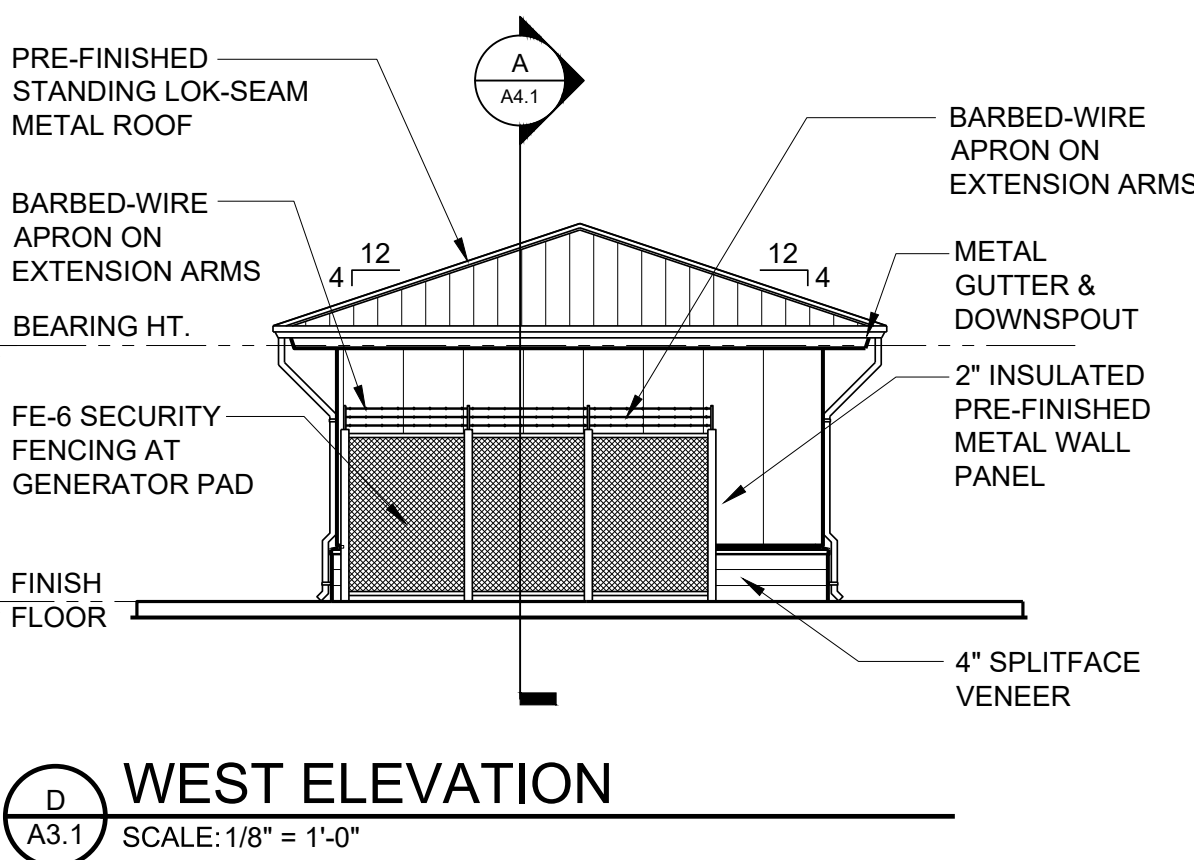 PRE-FINISHED
STANDING LOK-SEAM
METAL ROOF
A
A4.1
BARBED-WIRE
APRON ON
EXTENSION ARMS
BARBED-WIRE
APRON ON
EXTENSION ARMS
12
4
12
4
METAL
GUTTER &
DOWNSPOUT
BEARING HT.
2" INSULATED
PRE-FINISHED
METAL WALL
PANEL
FE-6 SECURITY
FENCING AT
GENERATOR PAD
FINISH
FLOOR
4" SPLITFACE
VENEER
D
A3.1
WEST ELEVATION
SCALE: 1/8" = 1'-0"